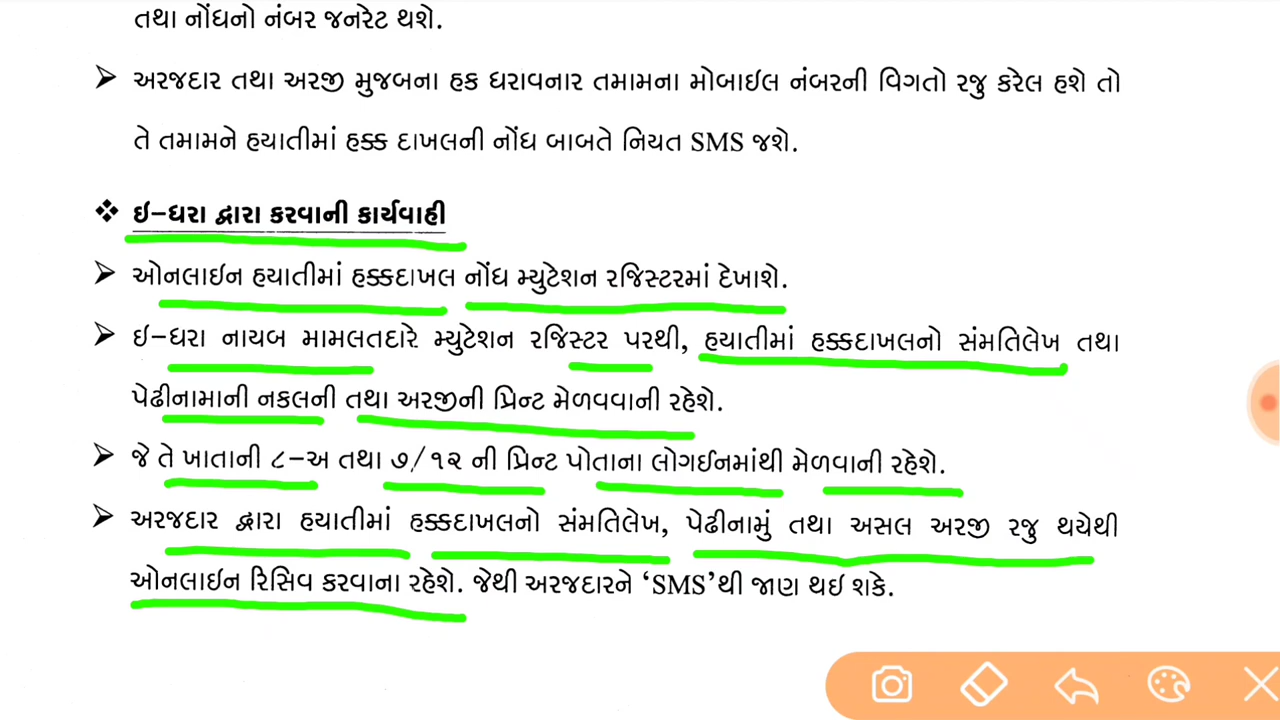 તથા નોંધનો નંબર જનરેટ થશે.
➢ અરજદાર તથા અરજી મુજબના હક ધરાવનાર તમામના મોબાઈલ નંબરની વિગતો રજુ કરેલ હશે તો
તે તમામને હયાતીમાં હક્ક દાખલની નોંધ બાબતે નિયત SMS જશે.
❖ ઇ-ધરા દ્વારા કરવાની કાર્યવાહી
➢ ઓનલાઇન હયાતીમાં હક્કદાખલ નોંધ મ્યુટેશન રજિસ્ટરમાં દેખાશે.
➢ ઇ-ધરા નાયબ મામલતદારે મ્યુટેશન રજિસ્ટર પરથી, હયાતીમાં હક્કદાખલનો સંમતિલેખ તથા
પેઢીનામાની નકલની તથા અરજીની પ્રિન્ટ મેળવવાની રહેશે.
➢ જે તે ખાતાની ૮-અ તથા ૭/૧૨ ની પ્રિન્ટ પોતાના લોગઈનમાંથી મેળવાની રહેશે.
➢ અરજદાર દ્વારા હયાતીમાં હક્કદાખલનો સંમતિલેખ, પેઢીનામું તથા અસલ અરજી રજુ થયેથી
ઓનલાઇન રિસિવ કરવાના રહેશે. જેથી અરજદારને ‘SMS’થી જાણ થઇ શકે.